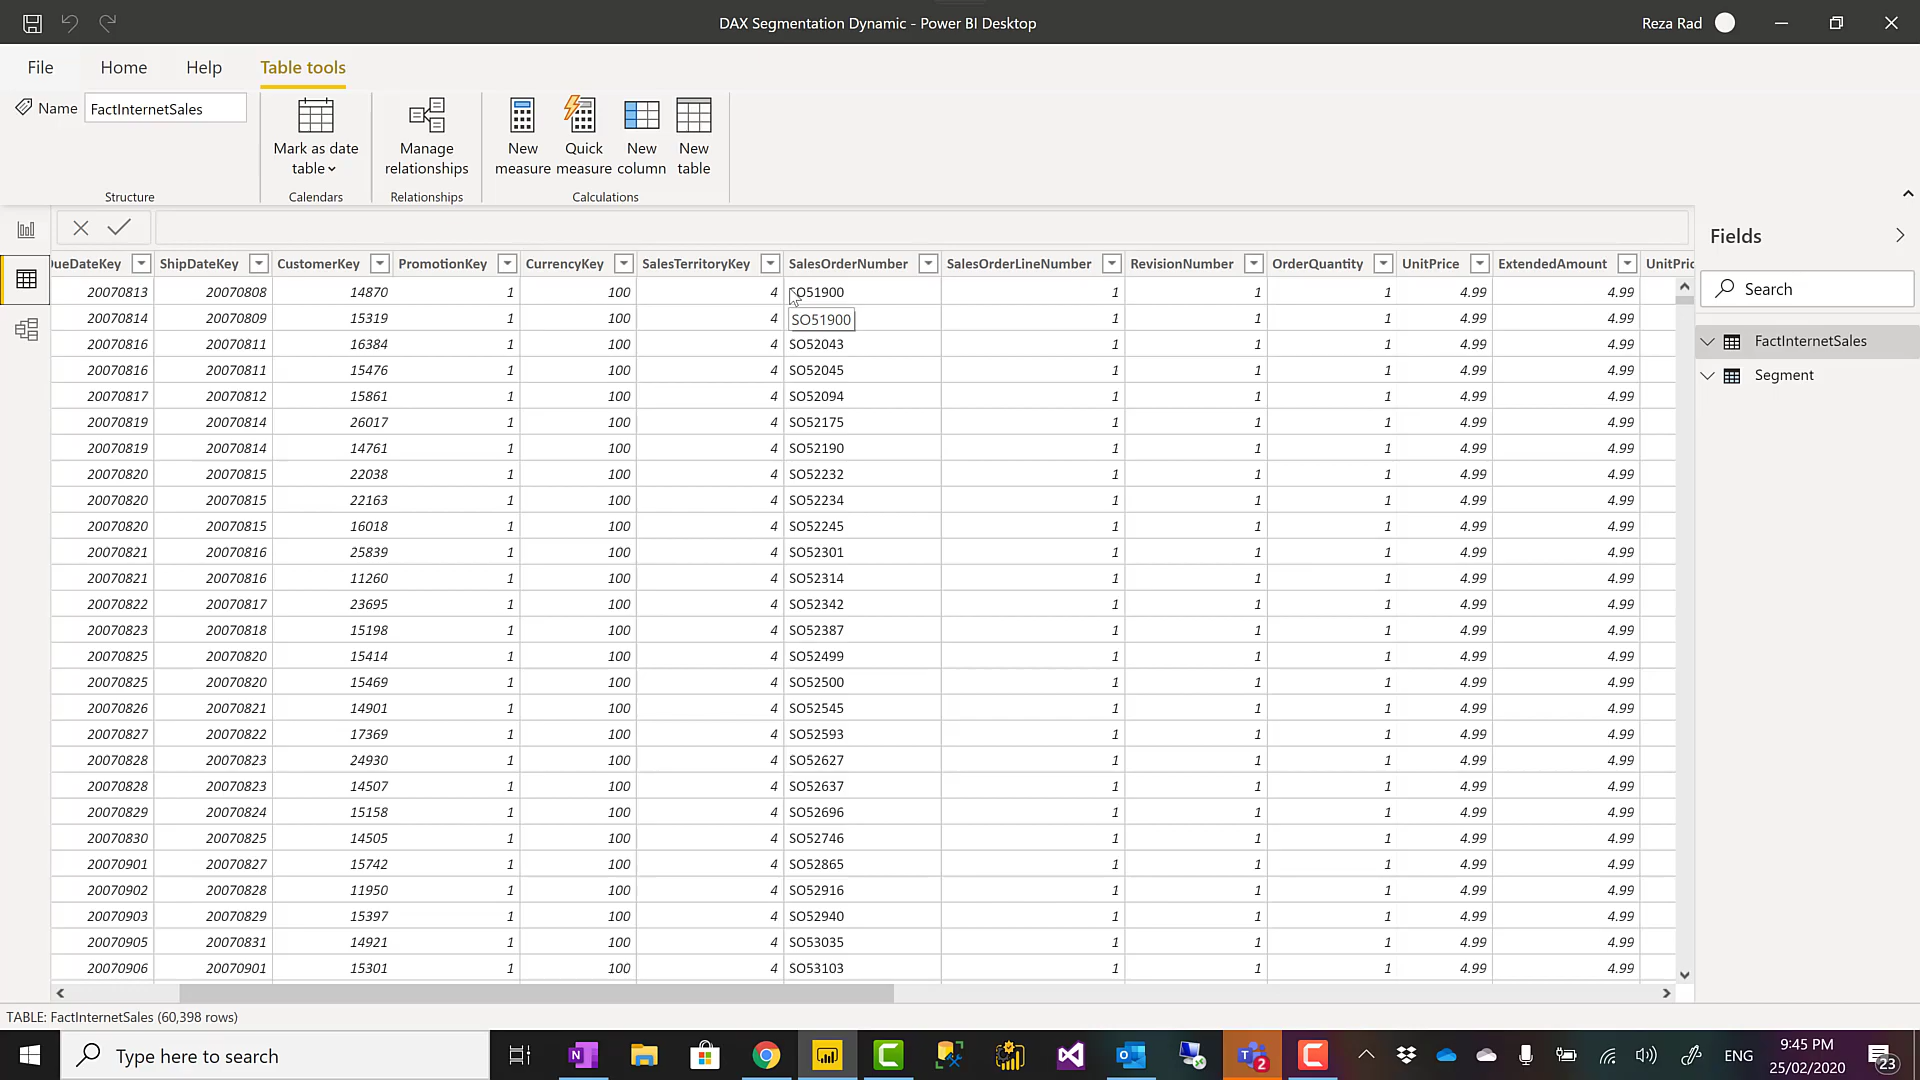 DAX Segmentation Dynamic - Power BI Desktop
Reza Rad
File Home Help Table tools
Name FactInternetSales
Mark as date table
Manage relationships
New measure
Quick measure
New column
New table
Structure Calendars Relationships Calculations
Fields
Search
FactInternetSales
Segment
DueDateKey ShipDateKey CustomerKey PromotionKey CurrencyKey SalesTerritoryKey SalesOrderNumber SalesOrderLineNumber RevisionNumber OrderQuantity UnitPrice ExtendedAmount UnitPric
20070813 20070808 14870 1 100 4 SO51900 1 1 1 4.99 4.99
20070814 20070809 15319 1 100 4 SO51900 1 1 1 4.99 4.99
20070816 20070811 16384 1 100 4 SO52043 1 1 1 4.99 4.99
20070816 20070811 15476 1 100 4 SO52045 1 1 1 4.99 4.99
20070817 20070812 15861 1 100 4 SO52094 1 1 1 4.99 4.99
20070819 20070814 26017 1 100 4 SO52175 1 1 1 4.99 4.99
20070819 20070814 14761 1 100 4 SO52190 1 1 1 4.99 4.99
20070820 20070815 22038 1 100 4 SO52232 1 1 1 4.99 4.99
20070820 20070815 22163 1 100 4 SO52234 1 1 1 4.99 4.99
20070820 20070815 16018 1 100 4 SO52245 1 1 1 4.99 4.99
20070821 20070816 25839 1 100 4 SO52301 1 1 1 4.99 4.99
20070821 20070816 11260 1 100 4 SO52314 1 1 1 4.99 4.99
20070822 20070817 23695 1 100 4 SO52342 1 1 1 4.99 4.99
20070823 20070818 15198 1 100 4 SO52387 1 1 1 4.99 4.99
20070825 20070820 15414 1 100 4 SO52499 1 1 1 4.99 4.99
20070825 20070820 15469 1 100 4 SO52500 1 1 1 4.99 4.99
20070826 20070821 14901 1 100 4 SO52545 1 1 1 4.99 4.99
20070827 20070822 17369 1 100 4 SO52593 1 1 1 4.99 4.99
20070828 20070823 24930 1 100 4 SO52627 1 1 1 4.99 4.99
20070828 20070823 14507 1 100 4 SO52637 1 1 1 4.99 4.99
20070829 20070824 15158 1 100 4 SO52696 1 1 1 4.99 4.99
20070830 20070825 14505 1 100 4 SO52746 1 1 1 4.99 4.99
20070901 20070827 15742 1 100 4 SO52865 1 1 1 4.99 4.99
20070902 20070828 11950 1 100 4 SO52916 1 1 1 4.99 4.99
20070903 20070829 15397 1 100 4 SO52940 1 1 1 4.99 4.99
20070905 20070831 14921 1 100 4 SO53035 1 1 1 4.99 4.99
20070906 20070901 15301 1 100 4 SO53103 1 1 1 4.99 4.99
TABLE: FactInternetSales (60,398 rows)
Type here to search
N
2
ENG
9:45 PM
25/02/2020
23